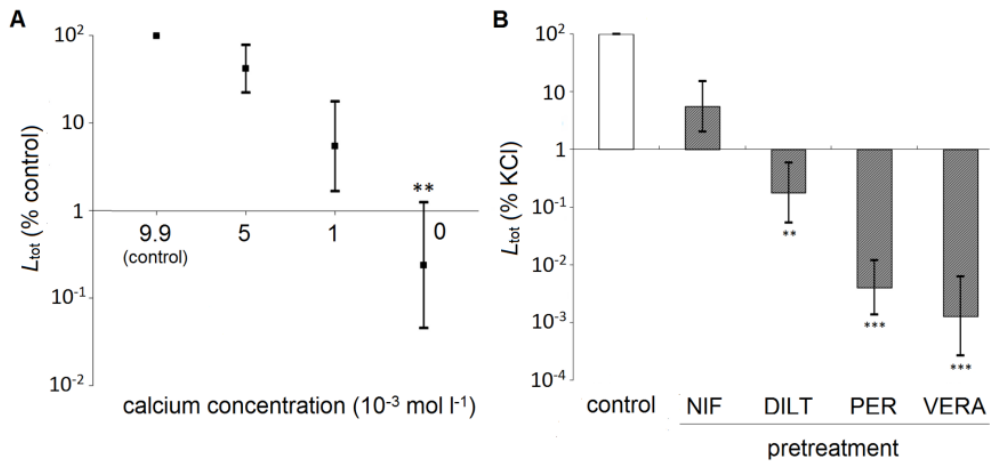 A
L_tot (% control)
10²
10
1
10⁻¹
10⁻²
**
9.9 5 1 0
(control)
calcium concentration (10⁻³ mol l⁻¹)
B
L_tot (% KCl)
10²
10
1
10⁻¹
10⁻²
10⁻³
10⁻⁴
**
***
***
control NIF DILT PER VERA
pretreatment